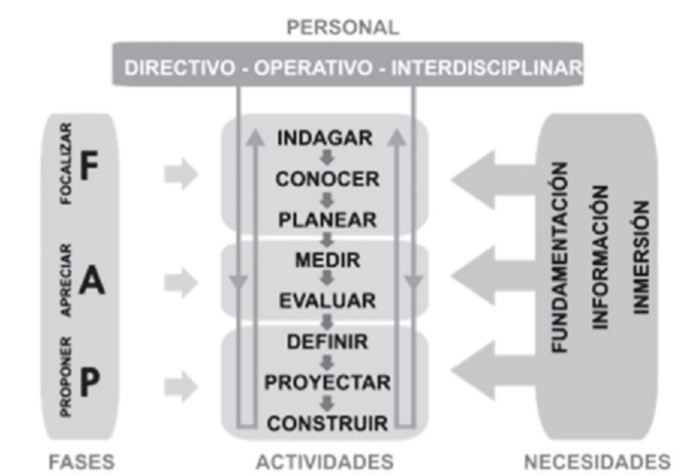 PERSONAL
DIRECTIVO - OPERATIVO - INTERDISCIPLINAR
FOCALIZAR
F
APRECIAR
A
PROPONER
P
INDAGAR
CONOCER
PLANEAR
MEDIR
EVALUAR
DEFINIR
PROYECTAR
CONSTRUIR
FUNDAMENTACIÓN
INFORMACIÓN
INMERSIÓN
FASES
ACTIVIDADES
NECESIDADES